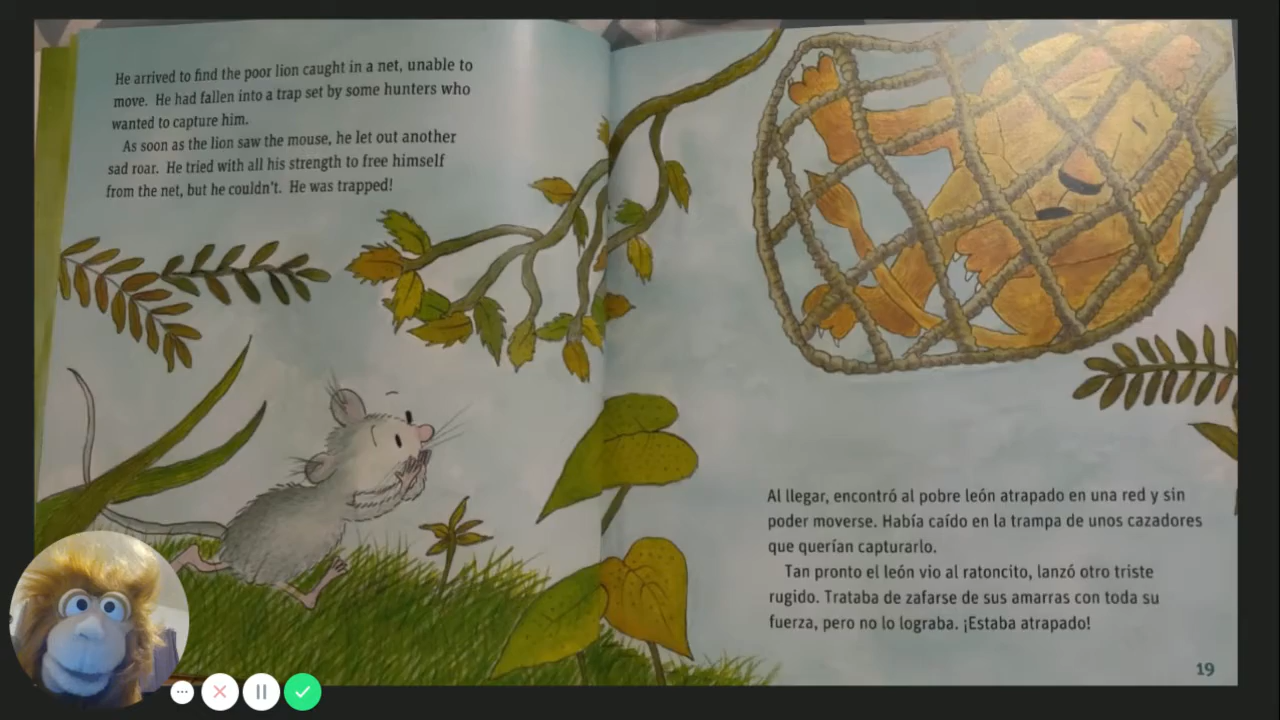 He arrived to find the poor lion caught in a net, unable to
move. He had fallen into a trap set by some hunters who
wanted to capture him.
As soon as the lion saw the mouse, he let out another
sad roar. He tried with all his strength to free himself
from the net, but he couldn't. He was trapped!
Al llegar, encontró al pobre león atrapado en una red y sin
poder moverse. Había caído en la trampa de unos cazadores
que querían capturarlo.
Tan pronto el león vio al ratoncito, lanzó otro triste
rugido. Trataba de zafarse de sus amarras con toda su
fuerza, pero no lo lograba. ¡Estaba atrapado!
19